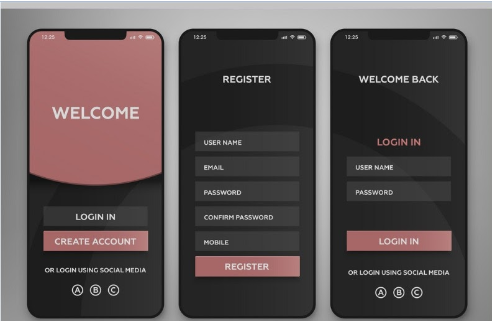 12:25
WELCOME
LOGIN IN
CREATE ACCOUNT
OR LOGIN USING SOCIAL MEDIA
A B C
12:25
REGISTER
USER NAME
EMAIL
PASSWORD
CONFIRM PASSWORD
MOBILE
REGISTER
12:25
WELCOME BACK
LOGIN IN
USER NAME
PASSWORD
LOGIN IN
OR LOGIN USING SOCIAL MEDIA
A B C